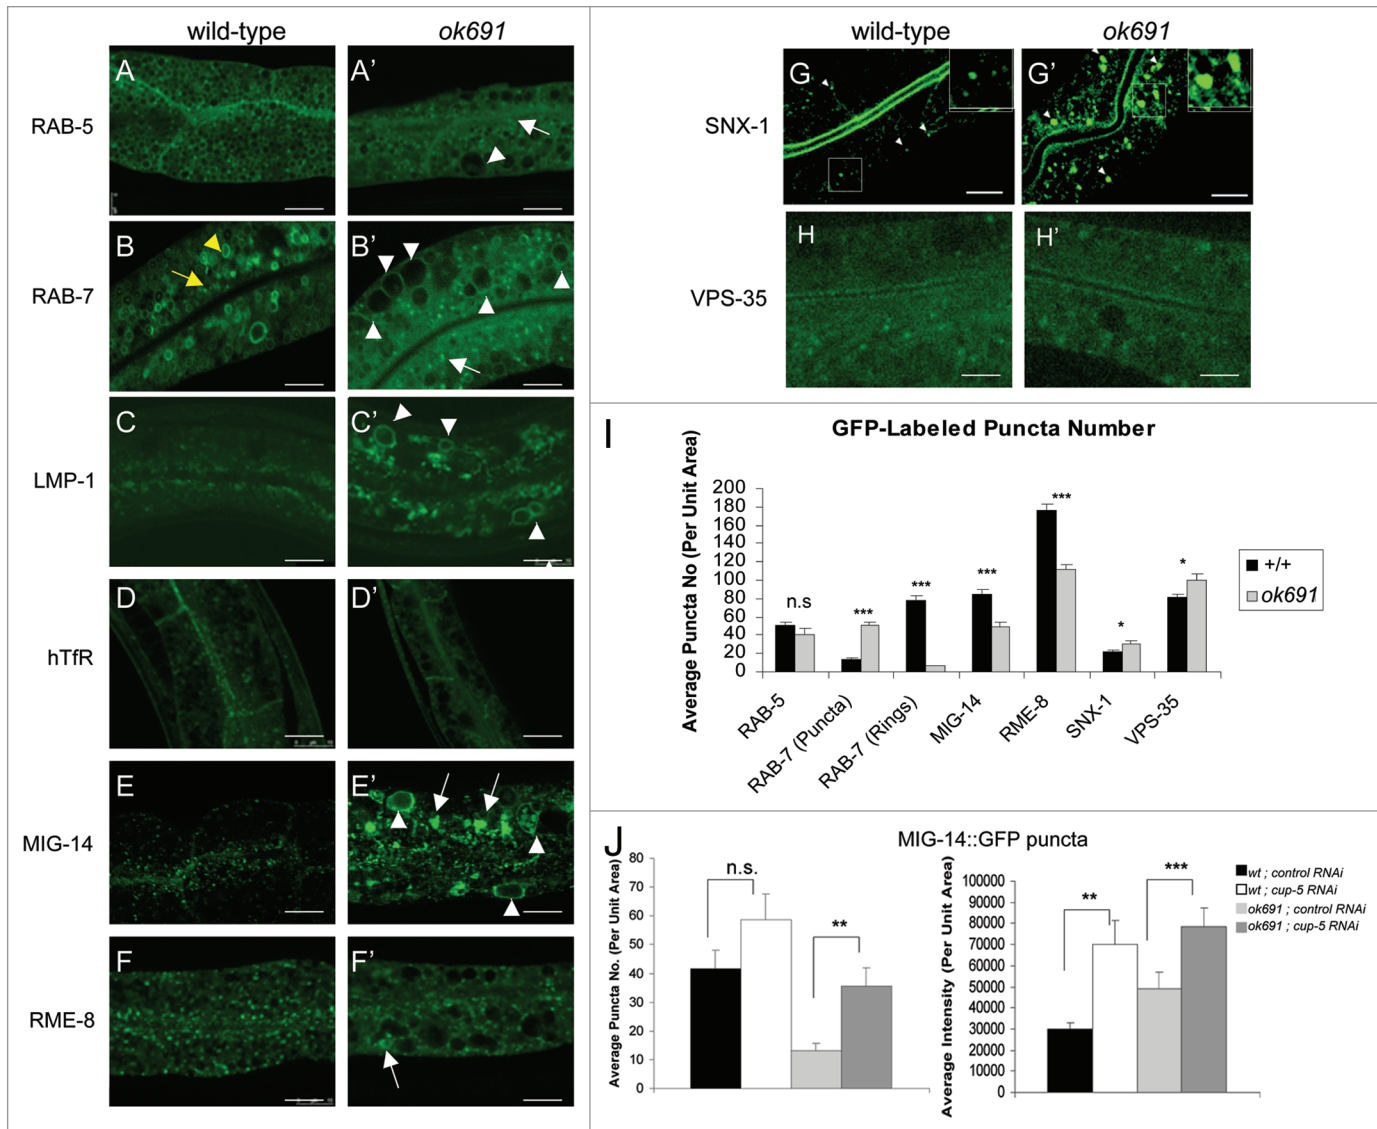 wild-type ok691
RAB-5 A A'
RAB-7 B B'
LMP-1 C C'
hTfR D D'
MIG-14 E E'
RME-8 F F'
wild-type ok691
SNX-1 G G'
VPS-35 H H'
I
GFP-Labeled Puncta Number
Average Puncta No (Per Unit Area)
200
180
160
140
120
100
80
60
40
20
0
n.s *** *** *** *** * *
RAB-5 RAB-7 (Puncta) RAB-7 (Rings) MIG-14 RME-8 SNX-1 VPS-35
+/+
ok691
J
MIG-14::GFP puncta
Average Puncta No. (Per Unit Area)
80
70
60
50
40
30
20
10
0
n.s. **
Average Intensity (Per Unit Area)
100000
90000
80000
70000
60000
50000
40000
30000
20000
10000
0
** ***
wt ; control RNAi
wt ; cup-5 RNAi
ok691 ; control RNAi
ok691 ; cup-5 RNAi